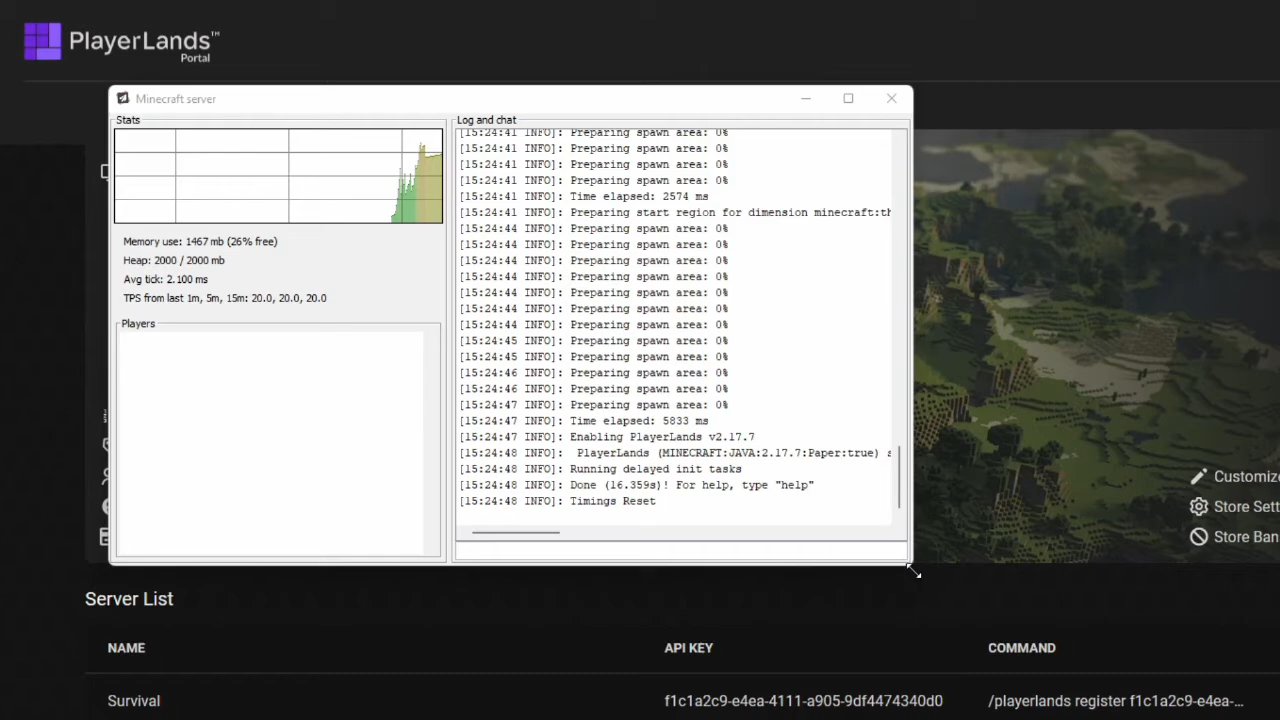 PlayerLands™
Portal
Minecraft server
Stats
Memory use: 1467 mb (26% free)
Heap: 2000 / 2000 mb
Avg tick: 2.100 ms
TPS from last 1m, 5m, 15m: 20.0, 20.0, 20.0
Players
Log and chat
[15:24:41 INFO]: Preparing spawn area: 0%
[15:24:41 INFO]: Preparing spawn area: 0%
[15:24:41 INFO]: Preparing spawn area: 0%
[15:24:41 INFO]: Preparing spawn area: 0%
[15:24:41 INFO]: Time elapsed: 2574 ms
[15:24:41 INFO]: Preparing start region for dimension minecraft:th
[15:24:44 INFO]: Preparing spawn area: 0%
[15:24:44 INFO]: Preparing spawn area: 0%
[15:24:44 INFO]: Preparing spawn area: 0%
[15:24:44 INFO]: Preparing spawn area: 0%
[15:24:44 INFO]: Preparing spawn area: 0%
[15:24:44 INFO]: Preparing spawn area: 0%
[15:24:44 INFO]: Preparing spawn area: 0%
[15:24:45 INFO]: Preparing spawn area: 0%
[15:24:45 INFO]: Preparing spawn area: 0%
[15:24:46 INFO]: Preparing spawn area: 0%
[15:24:46 INFO]: Preparing spawn area: 0%
[15:24:47 INFO]: Preparing spawn area: 0%
[15:24:47 INFO]: Time elapsed: 5833 ms
[15:24:47 INFO]: Enabling PlayerLands v2.17.7
[15:24:48 INFO]: PlayerLands (MINECRAFT:JAVA:2.17.7:Paper:true) s
[15:24:48 INFO]: Running delayed init tasks
[15:24:48 INFO]: Done (16.359s)! For help, type "help"
[15:24:48 INFO]: Timings Reset
Customize
Store Sett
Store Ban
Server List
NAME API KEY COMMAND
Survival f1c1a2c9-e4ea-4111-a905-9df4474340d0 /playerlands register f1c1a2c9-e4ea-...